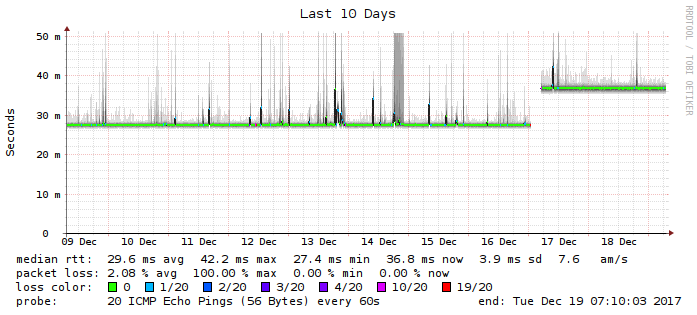 Last 10 Days
RRDTOOL / TOBI OETIKER
Seconds
50 m
40 m
30 m
20 m
10 m
0
09 Dec 10 Dec 11 Dec 12 Dec 13 Dec 14 Dec 15 Dec 16 Dec 17 Dec 18 Dec
median rtt: 29.6 ms avg 42.2 ms max 27.4 ms min 36.8 ms now 3.9 ms sd 7.6 am/s
packet loss: 2.08 % avg 100.00 % max 0.00 % min 0.00 % now
loss color: 0 1/20 2/20 3/20 4/20 10/20 19/20
probe: 20 ICMP Echo Pings (56 Bytes) every 60s end: Tue Dec 19 07:10:03 2017